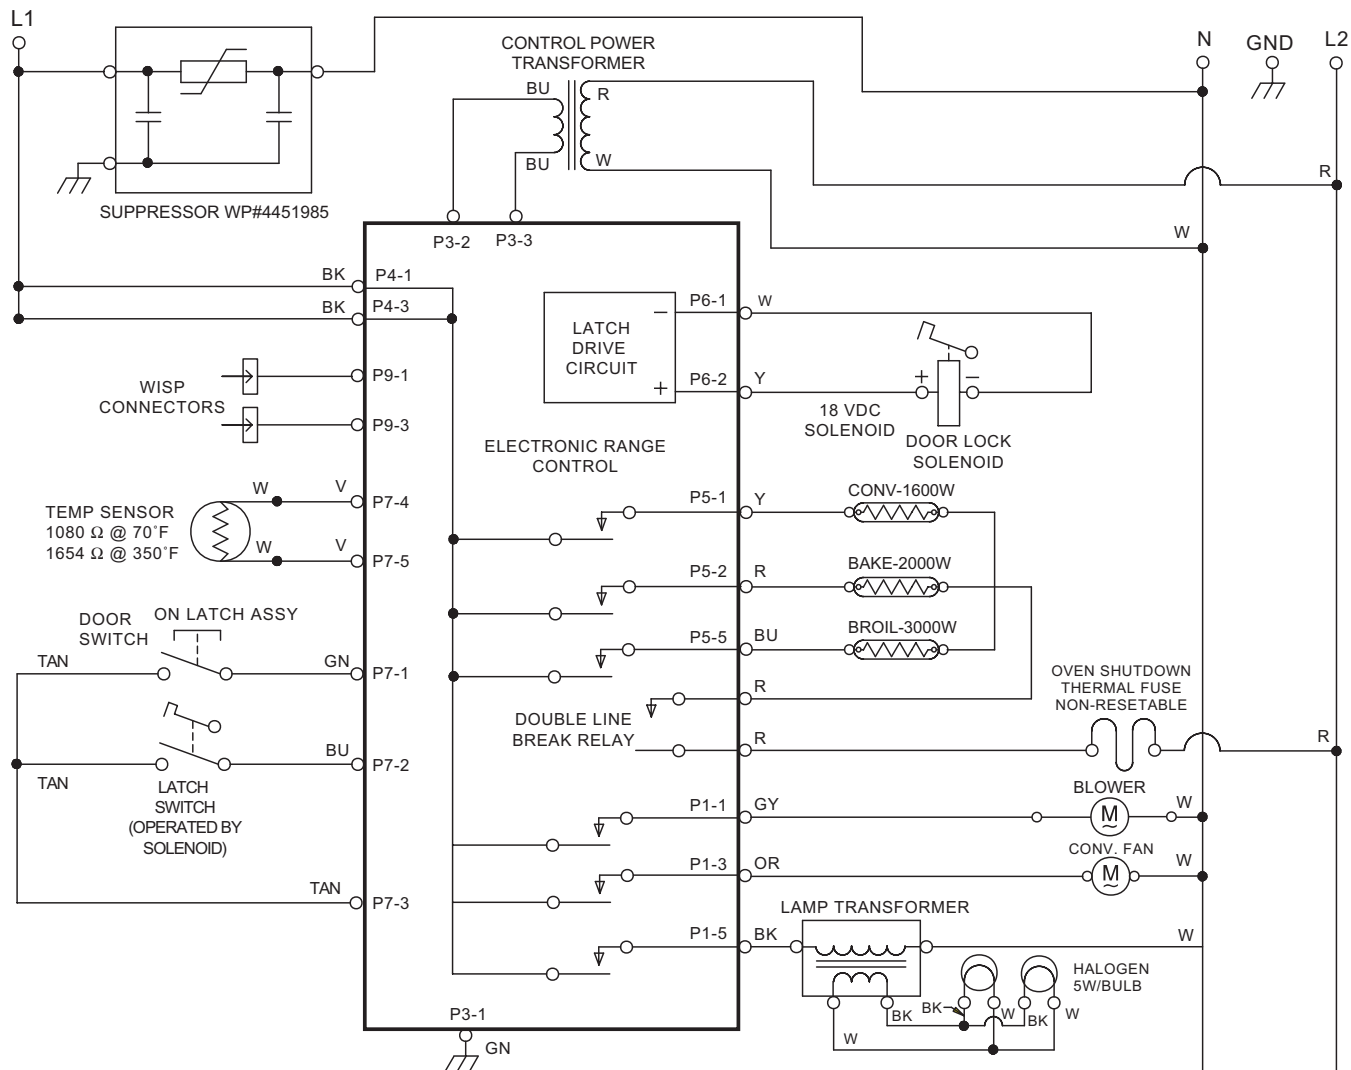 L1
N
GND
L2
CONTROL POWER
TRANSFORMER
BU
R
BU
W
R
SUPPRESSOR WP#4451985
P3-2
P3-3
W
BK
P4-1
BK
P4-3
P6-1
W
LATCH
DRIVE
CIRCUIT
−
+
P6-2
Y
+
−
18 VDC
SOLENOID
DOOR LOCK
SOLENOID
WISP
CONNECTORS
P9-1
P9-3
ELECTRONIC RANGE
CONTROL
TEMP SENSOR
1080 Ω @ 70˚F
1654 Ω @ 350˚F
W
V
P7-4
W
V
P7-5
P5-1
Y
CONV-1600W
P5-2
R
BAKE-2000W
P5-5
BU
BROIL-3000W
DOOR
SWITCH
ON LATCH ASSY
TAN
GN
P7-1
R
DOUBLE LINE
BREAK RELAY
R
OVEN SHUTDOWN
THERMAL FUSE
NON-RESETABLE
R
BU
P7-2
TAN
LATCH
SWITCH
(OPERATED BY
SOLENOID)
P1-1
GY
BLOWER
M
~
W
P1-3
OR
CONV. FAN
M
~
W
TAN
P7-3
LAMP TRANSFORMER
P1-5
BK
W
HALOGEN
5W/BULB
BK
BK
W
BK
W
W
P3-1
GN